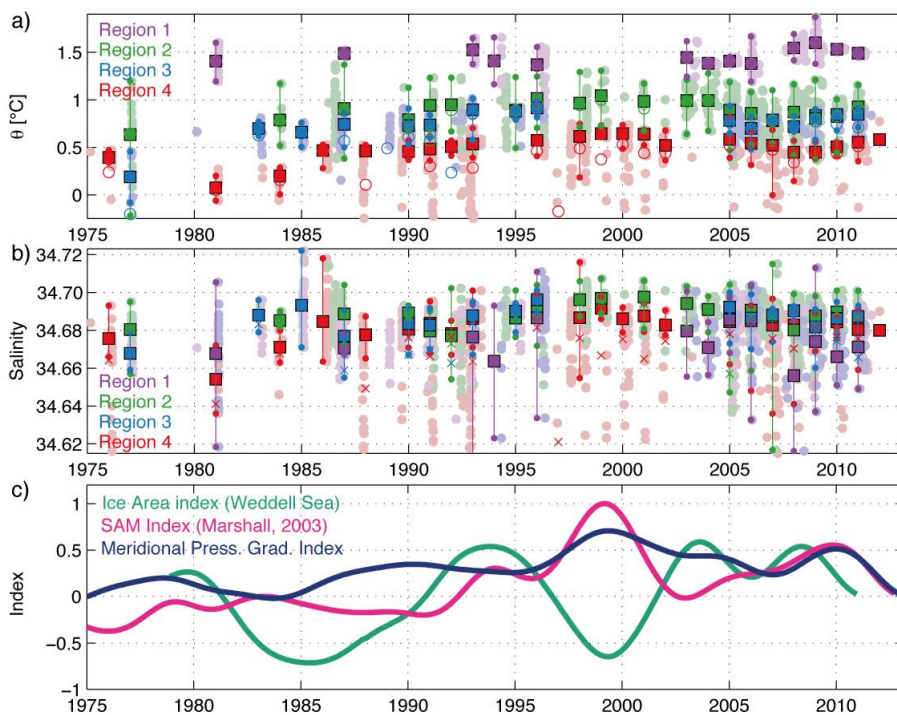 a)
θ [°C]
1.5
1
0.5
0
Region 1
Region 2
Region 3
Region 4
1975 1980 1985 1990 1995 2000 2005 2010
b)
Salinity
34.72
34.70
34.68
34.66
34.64
34.62
Region 1
Region 2
Region 3
Region 4
1975 1980 1985 1990 1995 2000 2005 2010
c)
Index
1
0.5
0
−0.5
−1
Ice Area index (Weddell Sea)
SAM Index (Marshall, 2003)
Meridional Press. Grad. Index
1975 1980 1985 1990 1995 2000 2005 2010